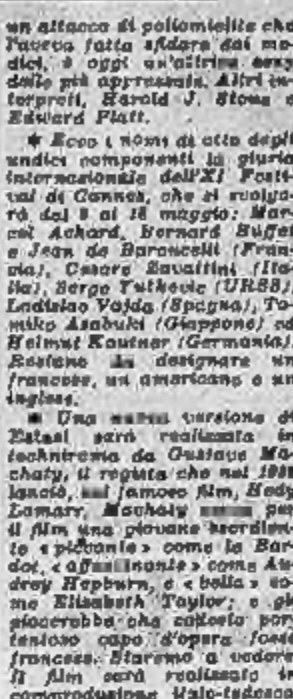 un attacco di poliomielite che
l'aveva fatta sfidare dai me-
dici, è oggi un'attrice sexy
delle più apprezzate. Altri in-
terpreti, Harold J. Stone e
Edward Platt.
* Ecco i nomi di otto degli
undici componenti la giuria
internazionale dell'XI Festi-
val di Cannes, che si svolge-
rà dal 2 al 18 maggio: Mar-
cel Achard, Bernard Buffet
e Jean de Baroncelli (Fran-
cia), Cesare Zavattini (Ita-
lia), Serge Yutkevic (URSS),
Ladislao Vajda (Spagna), To-
miko Asabuki (Giappone) ed
Helmut Kautner (Germania).
Restano da designare un
francese, un americano e un
inglese.
* Una versione di
Estasi sarà realizzata in
technirama da Gustave Ma-
chaty, il regista che nel
lanciò, famoso film, Hedy
Lamarr. Machaty per
il film una giovane
te « piccante » come la Bar-
dot, « affascinante » come Au-
drey Hepburn, e « bella » co-
me Elizabeth Taylor; e gli
piacerebbe che codesto por-
tentoso capo d'opera fosse
francese. Staremo a vedere
Il film sarà realizzato in
coproduzione italo-tedesca